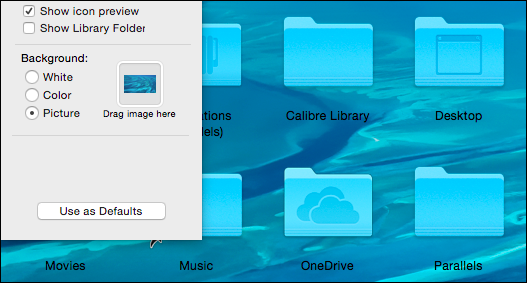 Show icon preview
Show Library Folder
Background:
White
Color
Picture
Drag image here
Use as Defaults
ations
els)
Calibre Library
Desktop
Movies
Music
OneDrive
Parallels